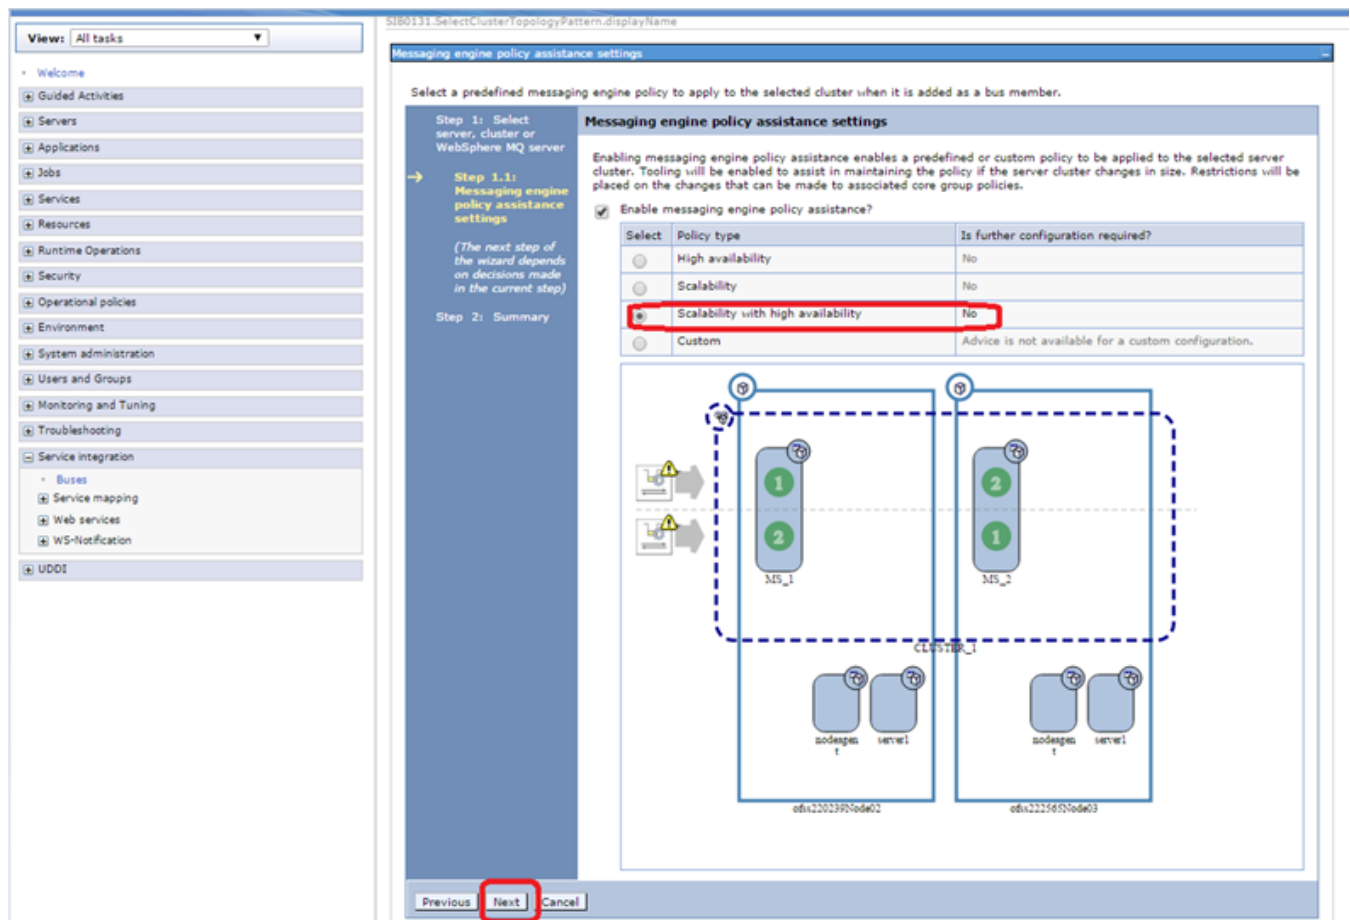 SIB0131.SelectClusterTopologyPattern.displayName
View: All tasks
Welcome
Guided Activities
Servers
Applications
Jobs
Services
Resources
Runtime Operations
Security
Operational policies
Environment
System administration
Users and Groups
Monitoring and Tuning
Troubleshooting
Service integration
Buses
Service mapping
Web services
WS-Notification
UDDI
Messaging engine policy assistance settings
Select a predefined messaging engine policy to apply to the selected cluster when it is added as a bus member.
Step 1: Select
server, cluster or
WebSphere MQ server
Step 1.1:
Messaging engine
policy assistance
settings
(The next step of
the wizard depends
on decisions made
in the current step)
Step 2: Summary
Messaging engine policy assistance settings
Enabling messaging engine policy assistance enables a predefined or custom policy to be applied to the selected server
cluster. Tooling will be enabled to assist in maintaining the policy if the server cluster changes in size. Restrictions will be
placed on the changes that can be made to associated core group policies.
Enable messaging engine policy assistance?
Select Policy type Is further configuration required?
High availability No
Scalability No
Scalability with high availability No
Custom Advice is not available for a custom configuration.
1 2
2 1
MS_1 MS_2
CLUSTER_1
nodeagen server1 nodeagen server1
t t
ofss220239Node02 ofss222565Node03
Previous Next Cancel